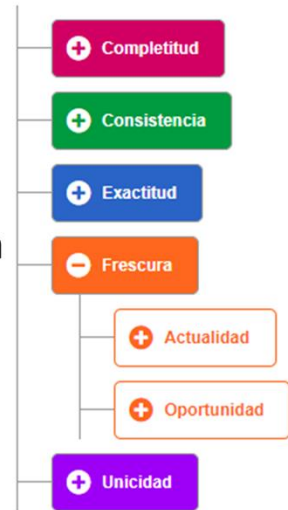 Completitud
Consistencia
Exactitud
Frescura
Actualidad
Oportunidad
Unicidad